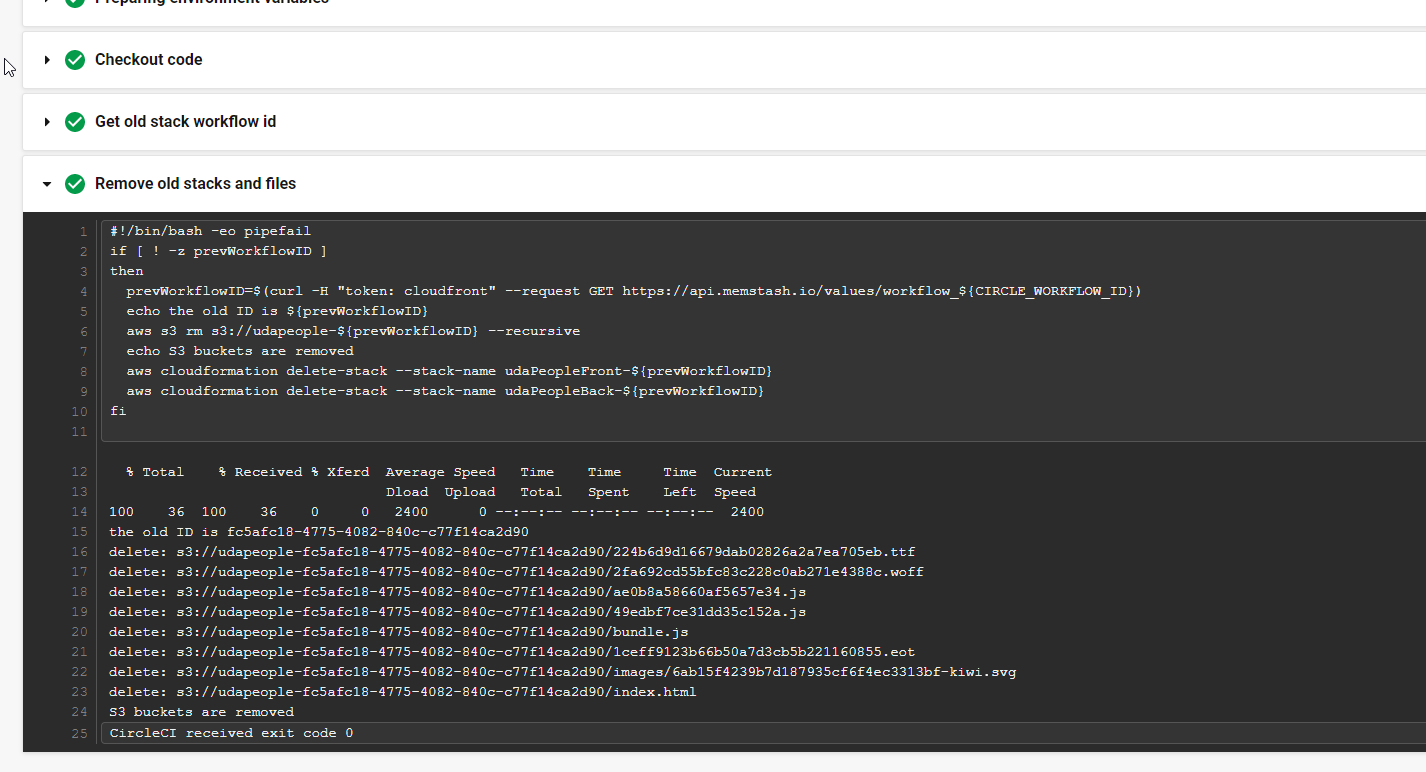 Preparing environment variables
Checkout code
Get old stack workflow id
Remove old stacks and files
1 #!/bin/bash -eo pipefail
2 if [ ! -z prevWorkflowID ]
3 then
4 prevWorkflowID=$(curl -H "token: cloudfront" --request GET https://api.memstash.io/values/workflow_${CIRCLE_WORKFLOW_ID})
5 echo the old ID is ${prevWorkflowID}
6 aws s3 rm s3://udapeople-${prevWorkflowID} --recursive
7 echo S3 buckets are removed
8 aws cloudformation delete-stack --stack-name udaPeopleFront-${prevWorkflowID}
9 aws cloudformation delete-stack --stack-name udaPeopleBack-${prevWorkflowID}
10 fi
11
12 % Total % Received % Xferd Average Speed Time Time Time Current
13 Dload Upload Total Spent Left Speed
14 100 36 100 36 0 0 2400 0 --:--:-- --:--:-- --:--:-- 2400
15 the old ID is fc5afc18-4775-4082-840c-c77f14ca2d90
16 delete: s3://udapeople-fc5afc18-4775-4082-840c-c77f14ca2d90/224b6d9d16679dab02826a2a7ea705eb.ttf
17 delete: s3://udapeople-fc5afc18-4775-4082-840c-c77f14ca2d90/2fa692cd55bfc83c228c0ab271e4388c.woff
18 delete: s3://udapeople-fc5afc18-4775-4082-840c-c77f14ca2d90/ae0b8a58660af5657e34.js
19 delete: s3://udapeople-fc5afc18-4775-4082-840c-c77f14ca2d90/49edbf7ce31dd35c152a.js
20 delete: s3://udapeople-fc5afc18-4775-4082-840c-c77f14ca2d90/bundle.js
21 delete: s3://udapeople-fc5afc18-4775-4082-840c-c77f14ca2d90/1ceff9123b66b50a7d3cb5b221160855.eot
22 delete: s3://udapeople-fc5afc18-4775-4082-840c-c77f14ca2d90/images/6ab15f4239b7d187935cf6f4ec3313bf-kiwi.svg
23 delete: s3://udapeople-fc5afc18-4775-4082-840c-c77f14ca2d90/index.html
24 S3 buckets are removed
25 CircleCI received exit code 0